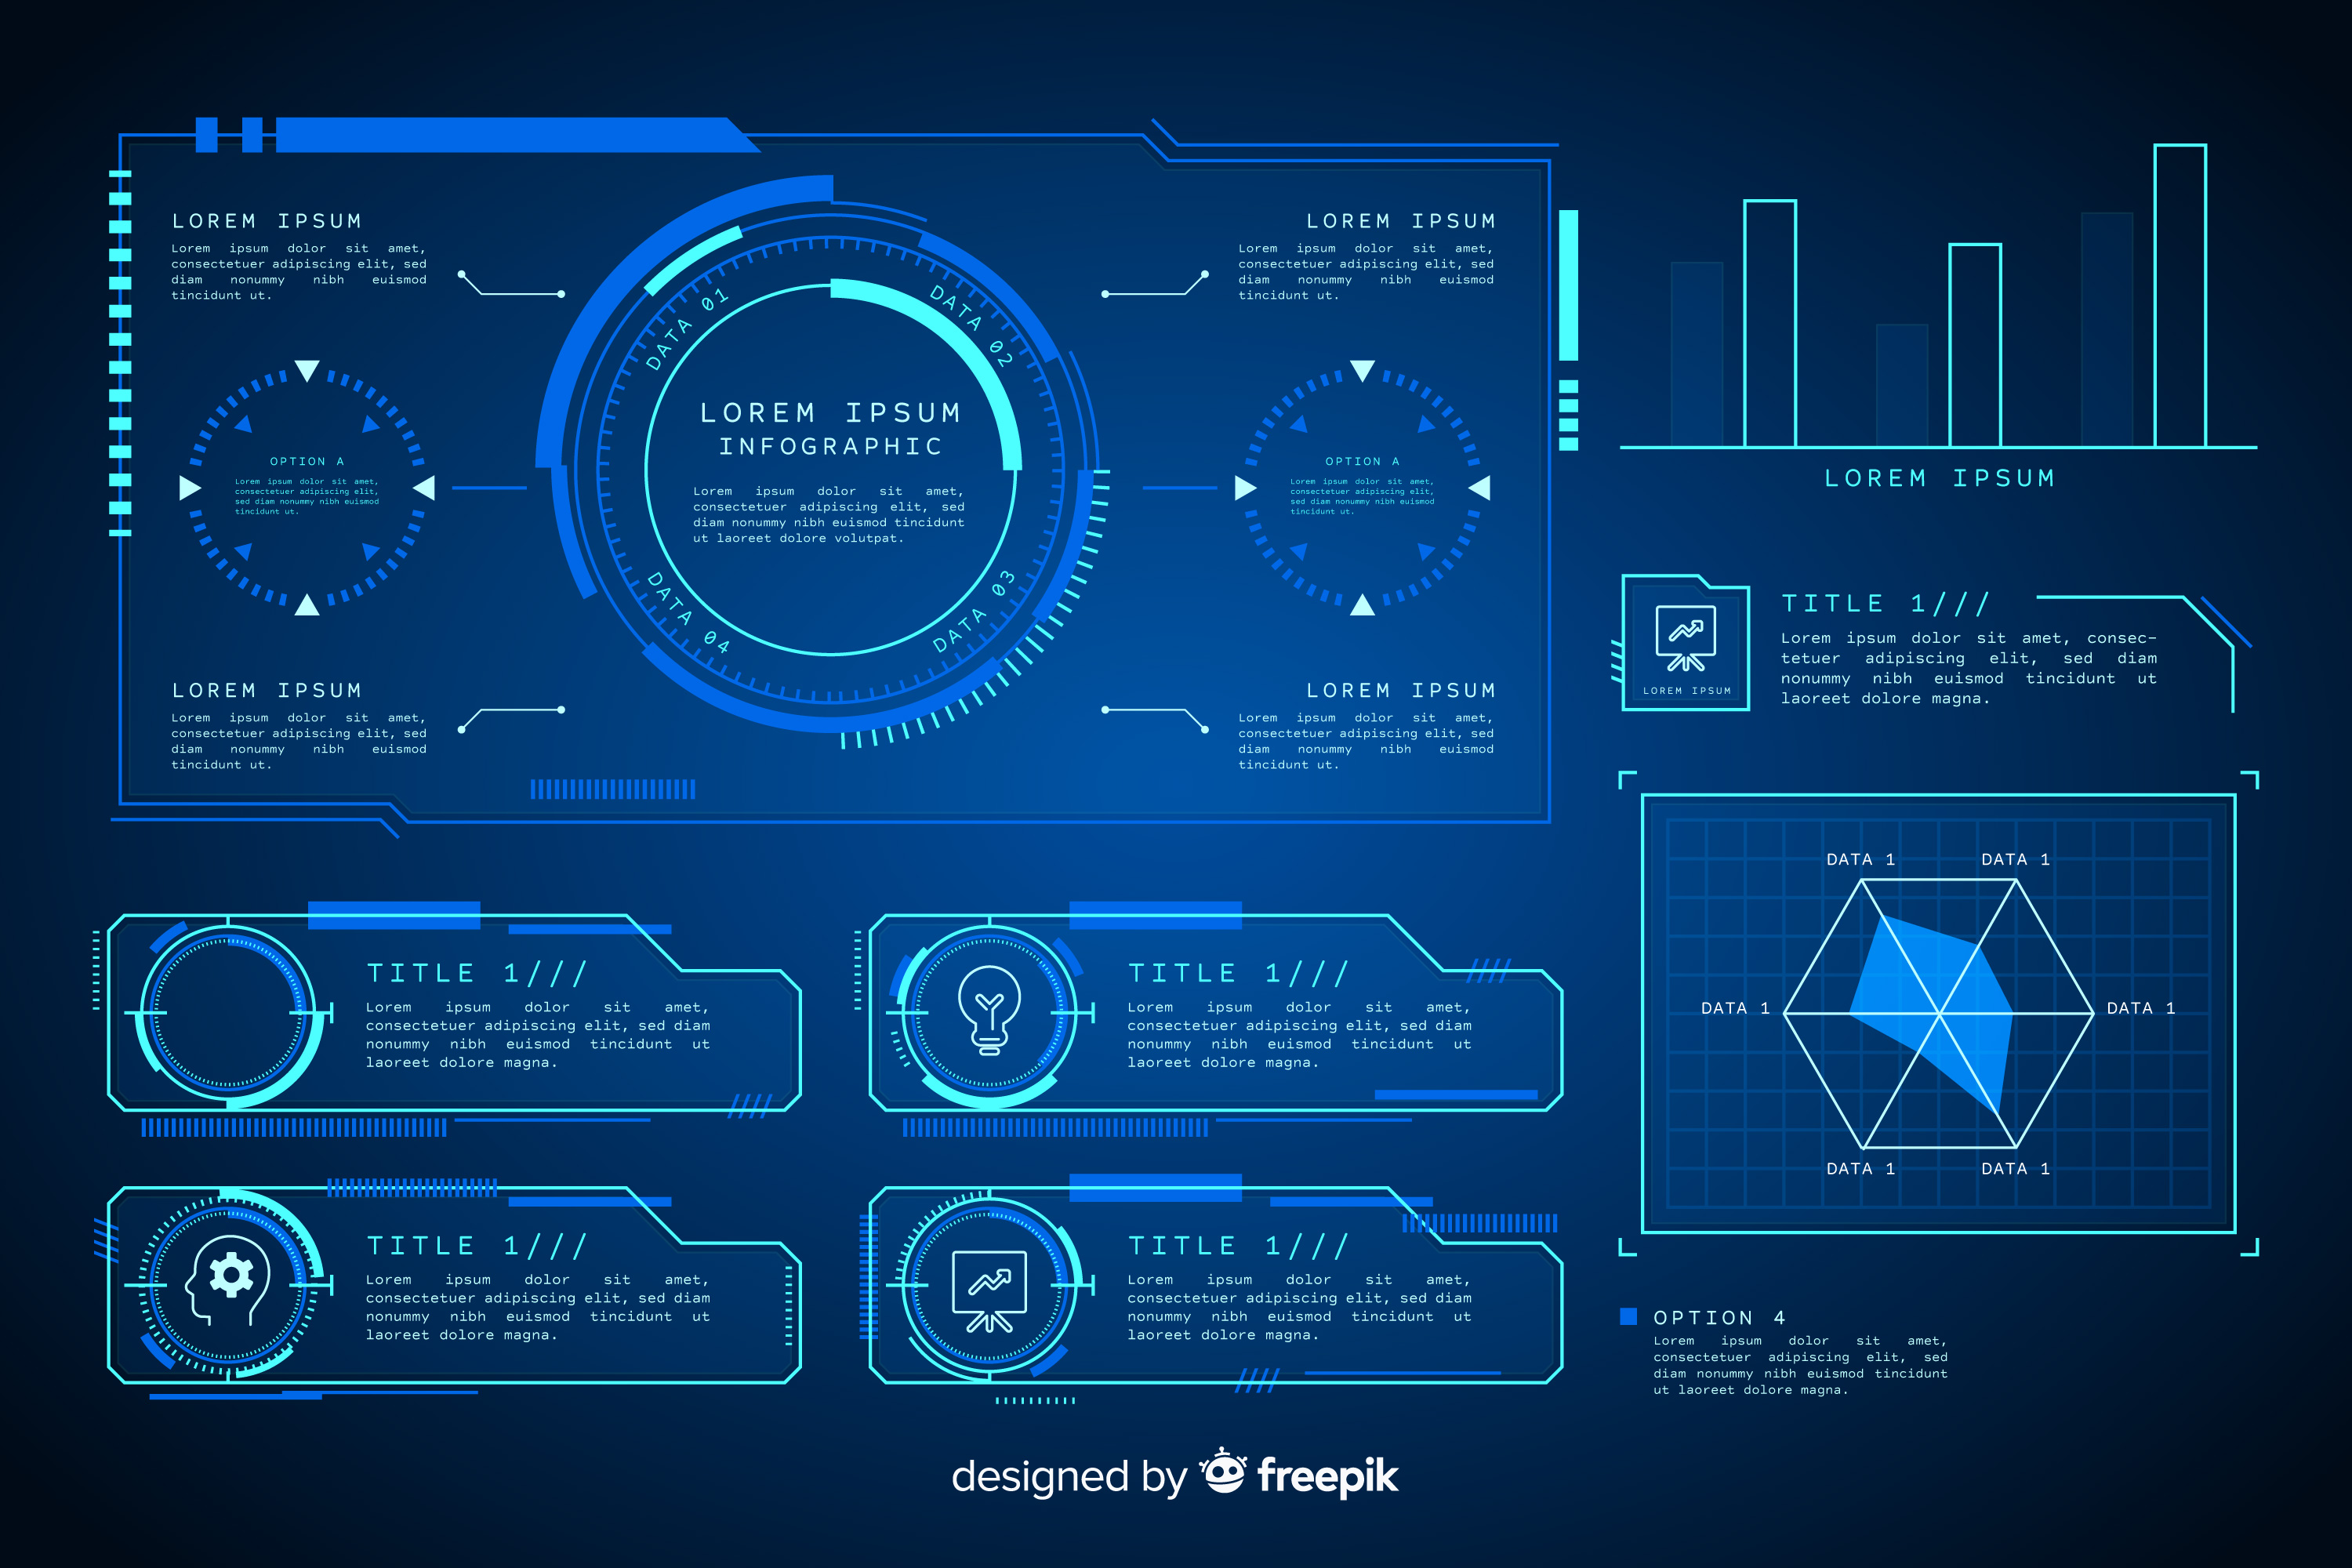 LOREM IPSUM
Lorem ipsum dolor sit amet,
consectetuer adipiscing elit, sed
diam nonummy nibh euismod
tincidunt ut.
DATA 01
DATA 02
DATA 03
DATA 04
LOREM IPSUM
INFOGRAPHIC
Lorem ipsum dolor sit amet,
consectetuer adipiscing elit, sed
diam nonummy nibh euismod tincidunt
ut laoreet dolore volutpat.
LOREM IPSUM
Lorem ipsum dolor sit amet,
consectetuer adipiscing elit, sed
diam nonummy nibh euismod
tincidunt ut.
OPTION A
Lorem ipsum dolor sit amet,
consectetuer adipiscing elit,
sed diam nonummy nibh euismod
tincidunt ut.
OPTION A
Lorem ipsum dolor sit amet,
consectetuer adipiscing elit,
sed diam nonummy nibh euismod
tincidunt ut.
LOREM IPSUM
Lorem ipsum dolor sit amet,
consectetuer adipiscing elit, sed
diam nonummy nibh euismod
tincidunt ut.
LOREM IPSUM
Lorem ipsum dolor sit amet,
consectetuer adipiscing elit, sed
diam nonummy nibh euismod
tincidunt ut.
LOREM IPSUM
LOREM IPSUM
TITLE 1///
Lorem ipsum dolor sit amet, consec-
tetuer adipiscing elit, sed diam
nonummy nibh euismod tincidunt ut
laoreet dolore magna.
DATA 1 DATA 1
DATA 1 DATA 1
DATA 1 DATA 1
TITLE 1///
Lorem ipsum dolor sit amet,
consectetuer adipiscing elit, sed diam
nonummy nibh euismod tincidunt ut
laoreet dolore magna.
TITLE 1///
Lorem ipsum dolor sit amet,
consectetuer adipiscing elit, sed diam
nonummy nibh euismod tincidunt ut
laoreet dolore magna.
TITLE 1///
Lorem ipsum dolor sit amet,
consectetuer adipiscing elit, sed diam
nonummy nibh euismod tincidunt ut
laoreet dolore magna.
TITLE 1///
Lorem ipsum dolor sit amet,
consectetuer adipiscing elit, sed diam
nonummy nibh euismod tincidunt ut
laoreet dolore magna.
OPTION 4
Lorem ipsum dolor sit amet,
consectetuer adipiscing elit, sed
diam nonummy nibh euismod tincidunt
ut laoreet dolore magna.
designed by freepik